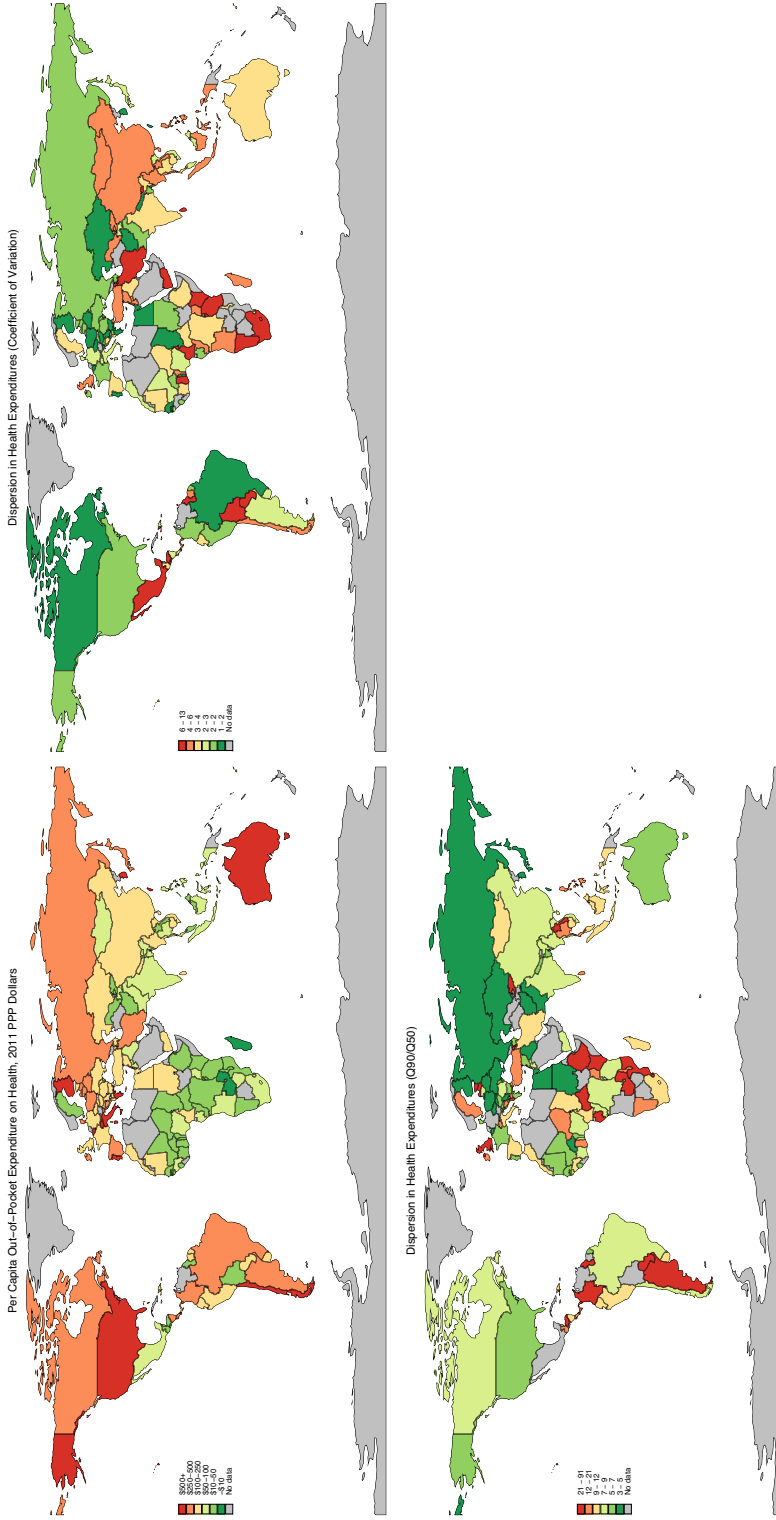 Per Capita Out−of−Pocket Expenditure on Health, 2011 PPP Dollars
$500+
$250−500
$100−250
$50−100
$10−50
−$10
No data
Dispersion in Health Expenditures (Coefficient of Variation)
6 − 13
4 − 6
3 − 4
2 − 3
2 − 2
1 − 2
No data
Dispersion in Health Expenditures (Q90/Q50)
21 − 91
12 − 21
9 − 12
7 − 9
5 − 7
3 − 5
No data